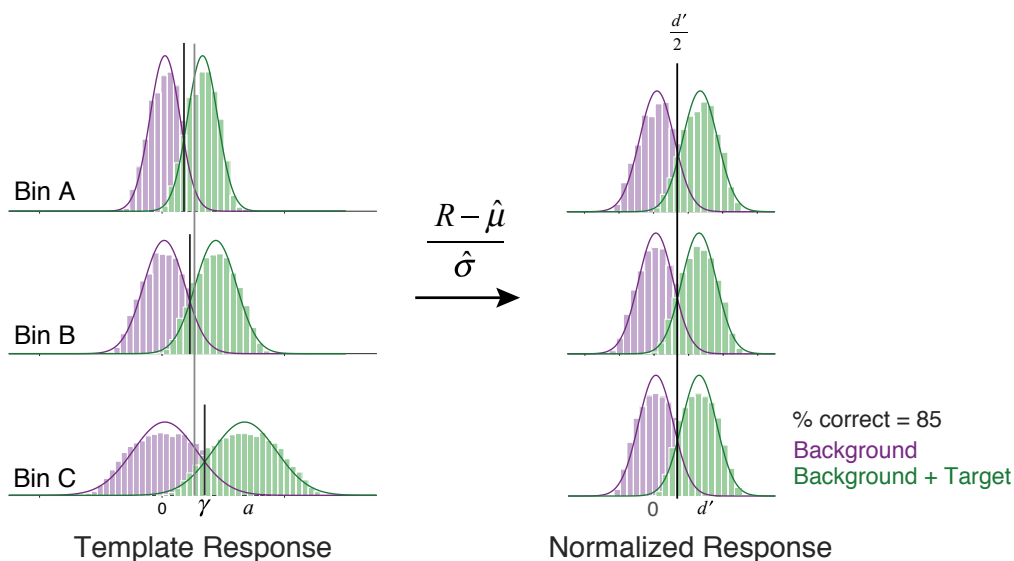 d′/2
Bin A
R − μ̂
σ̂
Bin B
% correct = 85
Background
Bin C
Background + Target
0 γ a
0 d′
Template Response
Normalized Response